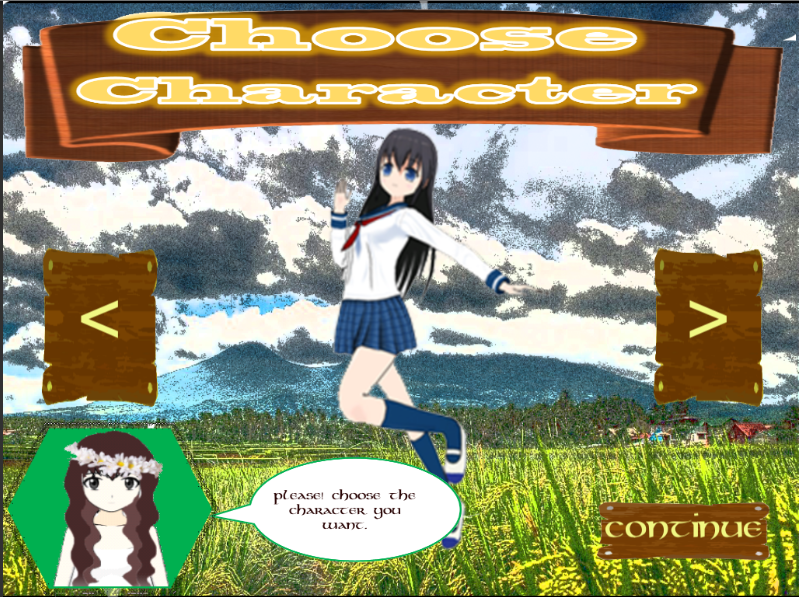 Choose
Character
<
>
please! choose the
character you
want.
continue